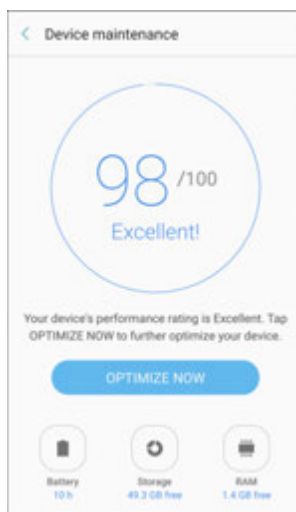 Device maintenance
98 /100
Excellent!
Your device's performance rating is Excellent. Tap
OPTIMIZE NOW to further optimize your device.
OPTIMIZE NOW
Battery Storage RAM
10 h 49.3 GB free 1.4 GB free